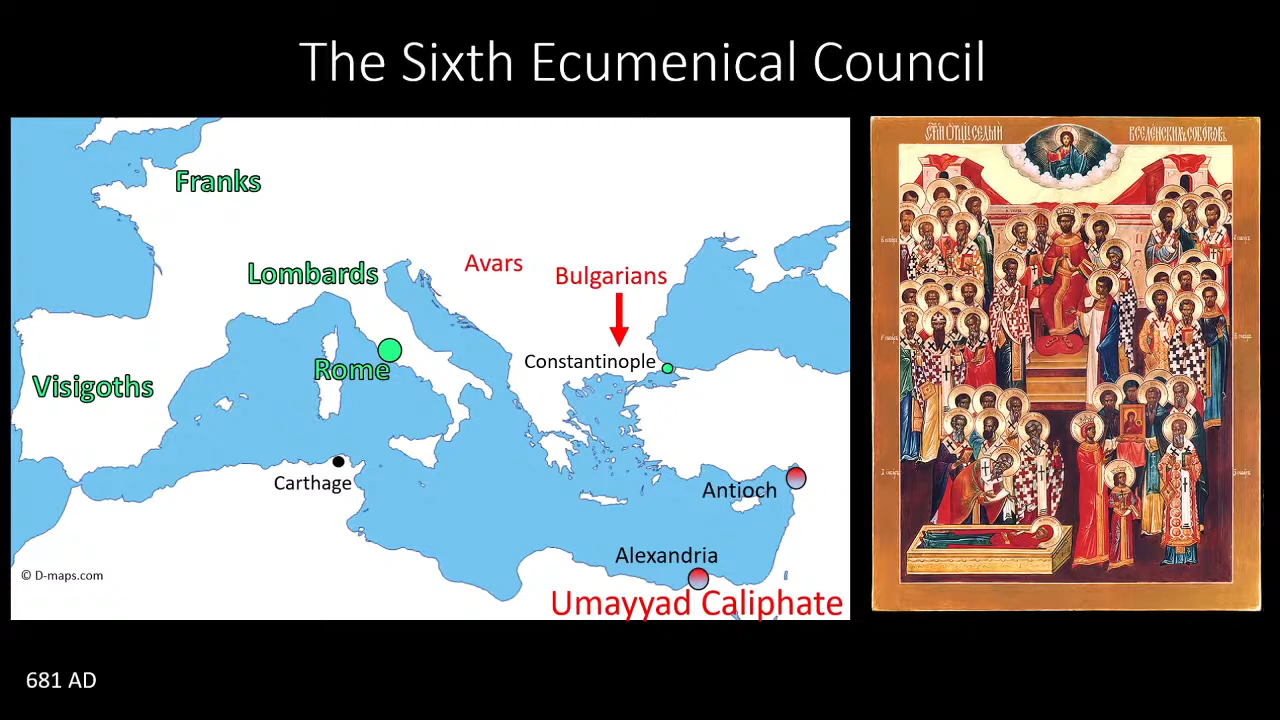 The Sixth Ecumenical Council
Franks
Lombards
Avars
Bulgarians
Constantinople
Rome
Visigoths
Carthage
Antioch
Alexandria
Umayyad Caliphate
© D-maps.com
681 AD